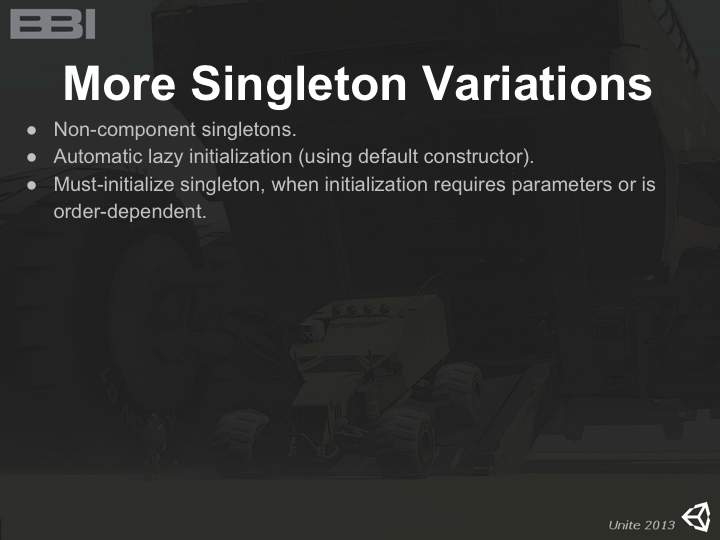 BBI
More Singleton Variations
● Non-component singletons.
● Automatic lazy initialization (using default constructor).
● Must-initialize singleton, when initialization requires parameters or is
order-dependent.
Unite 2013